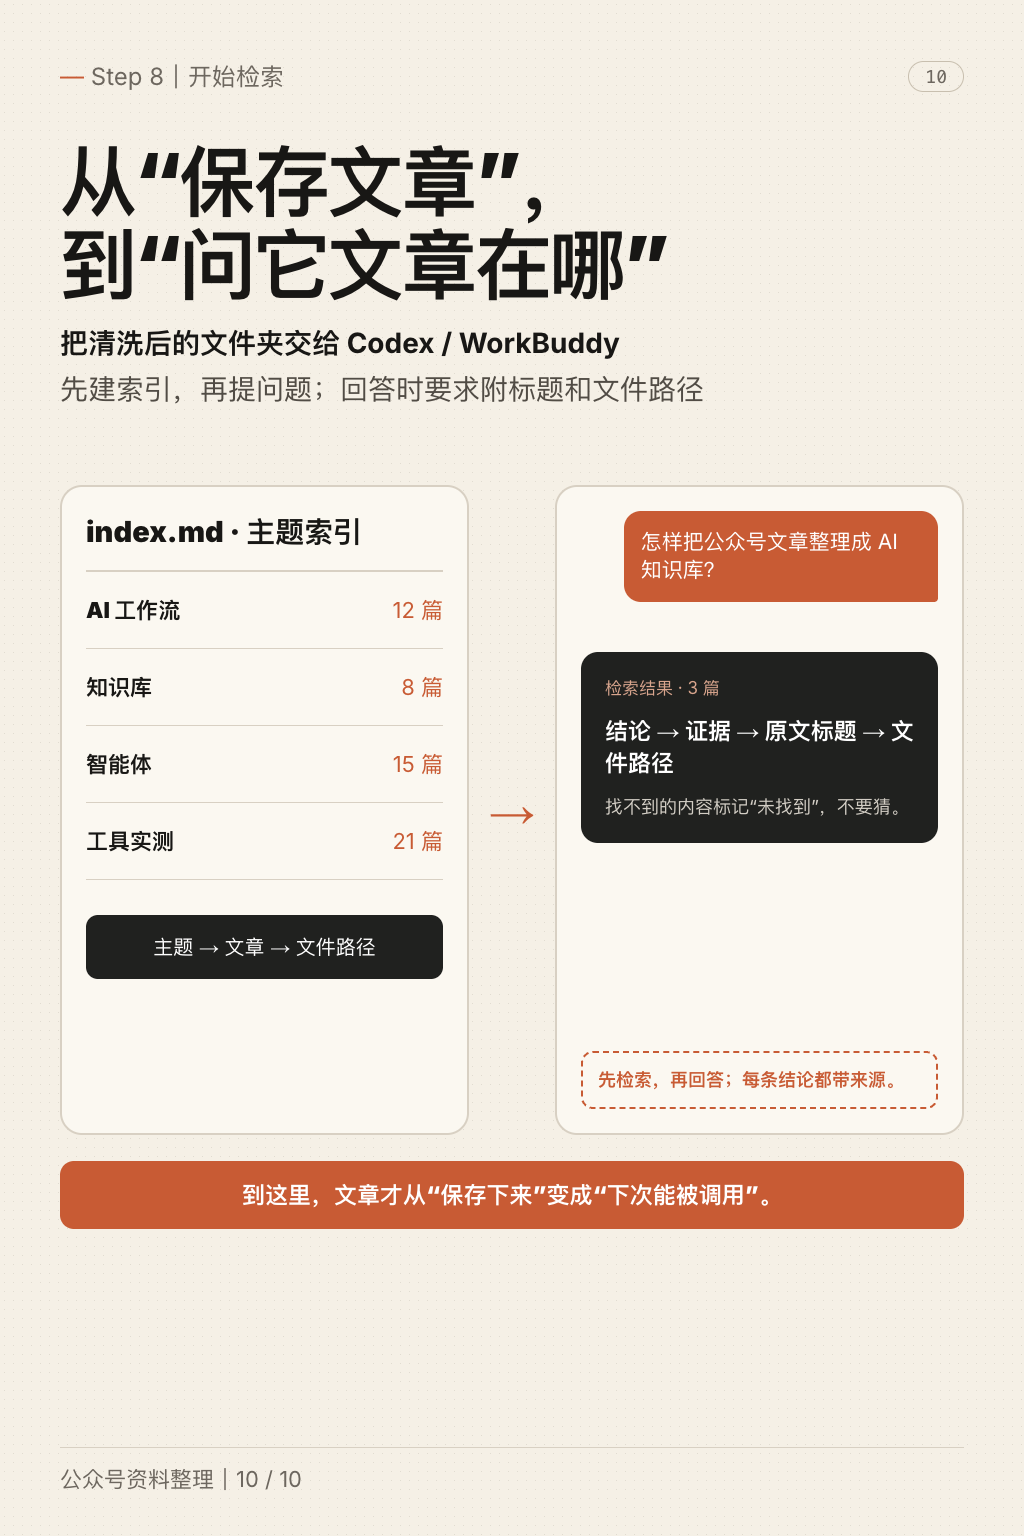 — Step 8｜开始检索
10
从“保存文章”，
到“问它文章在哪”
把清洗后的文件夹交给 Codex / WorkBuddy
先建索引，再提问题；回答时要求附标题和文件路径
index.md · 主题索引
AI 工作流 12 篇
知识库 8 篇
智能体 15 篇
工具实测 21 篇
主题 → 文章 → 文件路径
→
怎样把公众号文章整理成 AI
知识库?
检索结果 · 3 篇
结论 → 证据 → 原文标题 → 文
件路径
找不到的内容标记“未找到”，不要猜。
先检索，再回答；每条结论都带来源。
到这里，文章才从“保存下来”变成“下次能被调用”。
公众号资料整理｜10 / 10